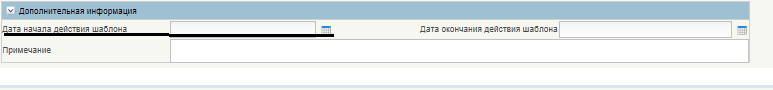 Дополнительная информация
Дата начала действия шаблона Дата окончания действия шаблона
Примечание